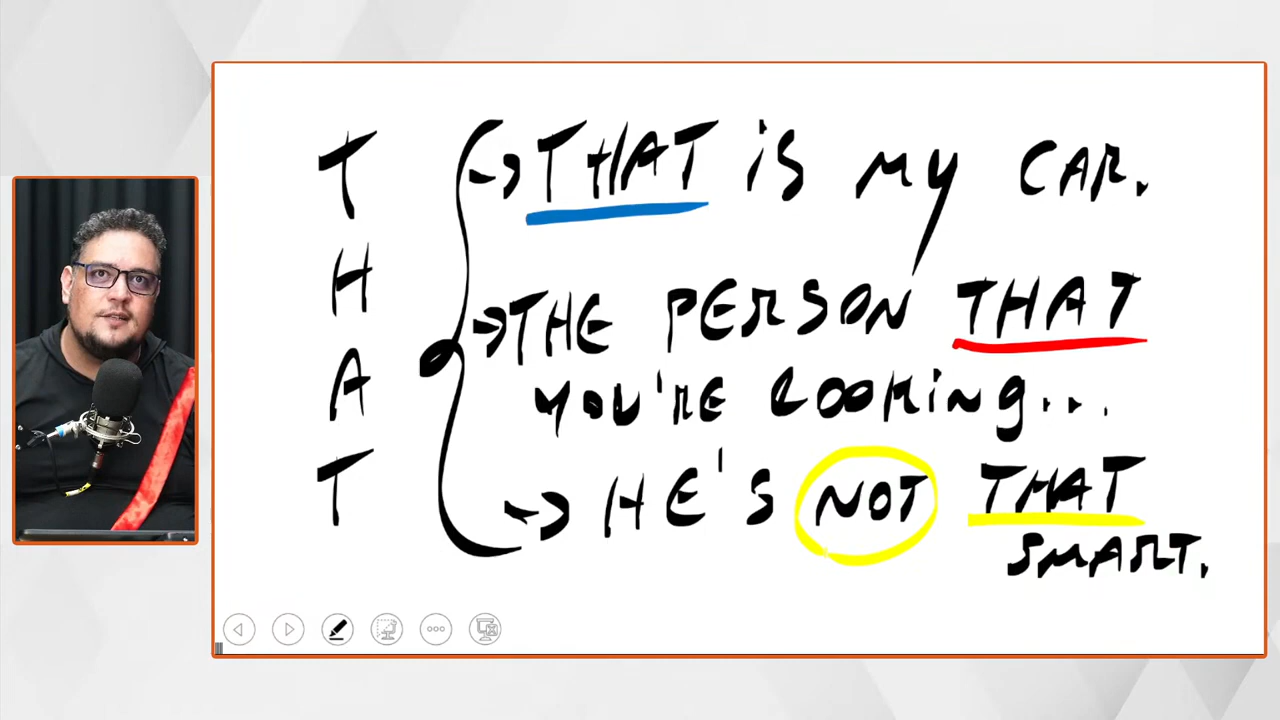 T
H
A
T
→ THAT is MY CAR.
→ THE PERSON THAT
YOU'RE LOOKiNg...
→ HE'S NOT THAT
SMART.